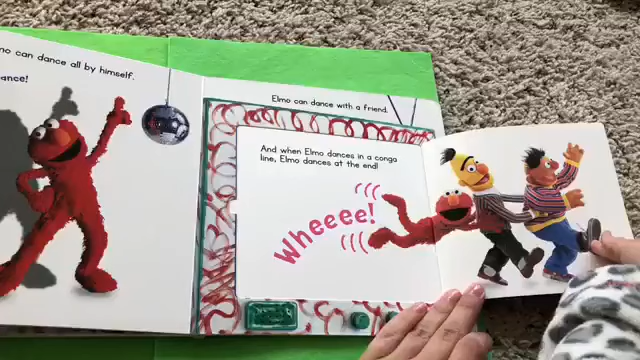 mo can dance all by himself.
ance!
Elmo can dance with a friend.
And when Elmo dances in a conga
line, Elmo dances at the end!
Wheeee!